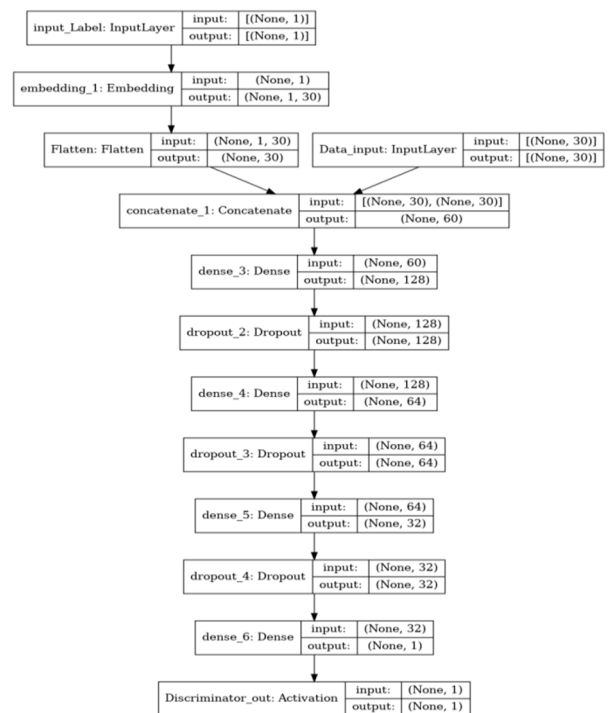 input_Label: InputLayer input: [(None, 1)]
output: [(None, 1)]
embedding_1: Embedding input: (None, 1)
output: (None, 1, 30)
Flatten: Flatten input: (None, 1, 30)
output: (None, 30)
Data_input: InputLayer input: [(None, 30)]
output: [(None, 30)]
concatenate_1: Concatenate input: [(None, 30), (None, 30)]
output: (None, 60)
dense_3: Dense input: (None, 60)
output: (None, 128)
dropout_2: Dropout input: (None, 128)
output: (None, 128)
dense_4: Dense input: (None, 128)
output: (None, 64)
dropout_3: Dropout input: (None, 64)
output: (None, 64)
dense_5: Dense input: (None, 64)
output: (None, 32)
dropout_4: Dropout input: (None, 32)
output: (None, 32)
dense_6: Dense input: (None, 32)
output: (None, 1)
Discriminator_out: Activation input: (None, 1)
output: (None, 1)